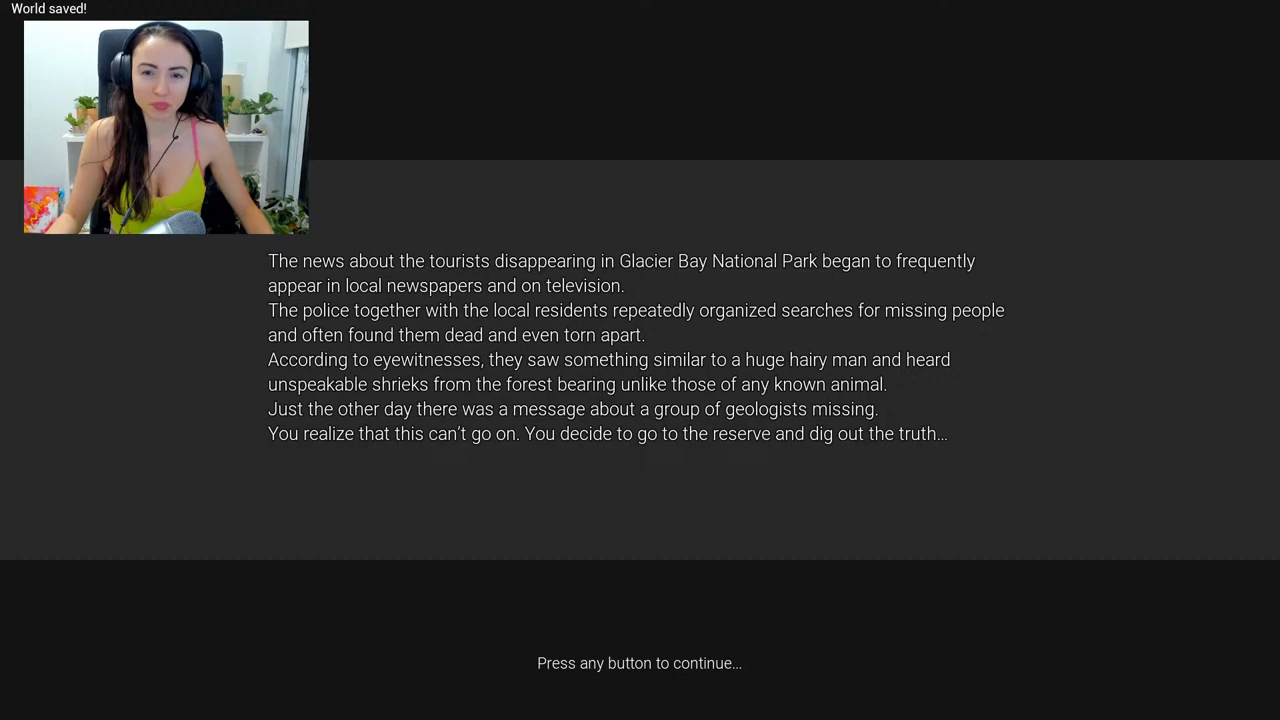 World saved!
The news about the tourists disappearing in Glacier Bay National Park began to frequently
appear in local newspapers and on television.
The police together with the local residents repeatedly organized searches for missing people
and often found them dead and even torn apart.
According to eyewitnesses, they saw something similar to a huge hairy man and heard
unspeakable shrieks from the forest bearing unlike those of any known animal.
Just the other day there was a message about a group of geologists missing.
You realize that this can’t go on. You decide to go to the reserve and dig out the truth…
Press any button to continue...